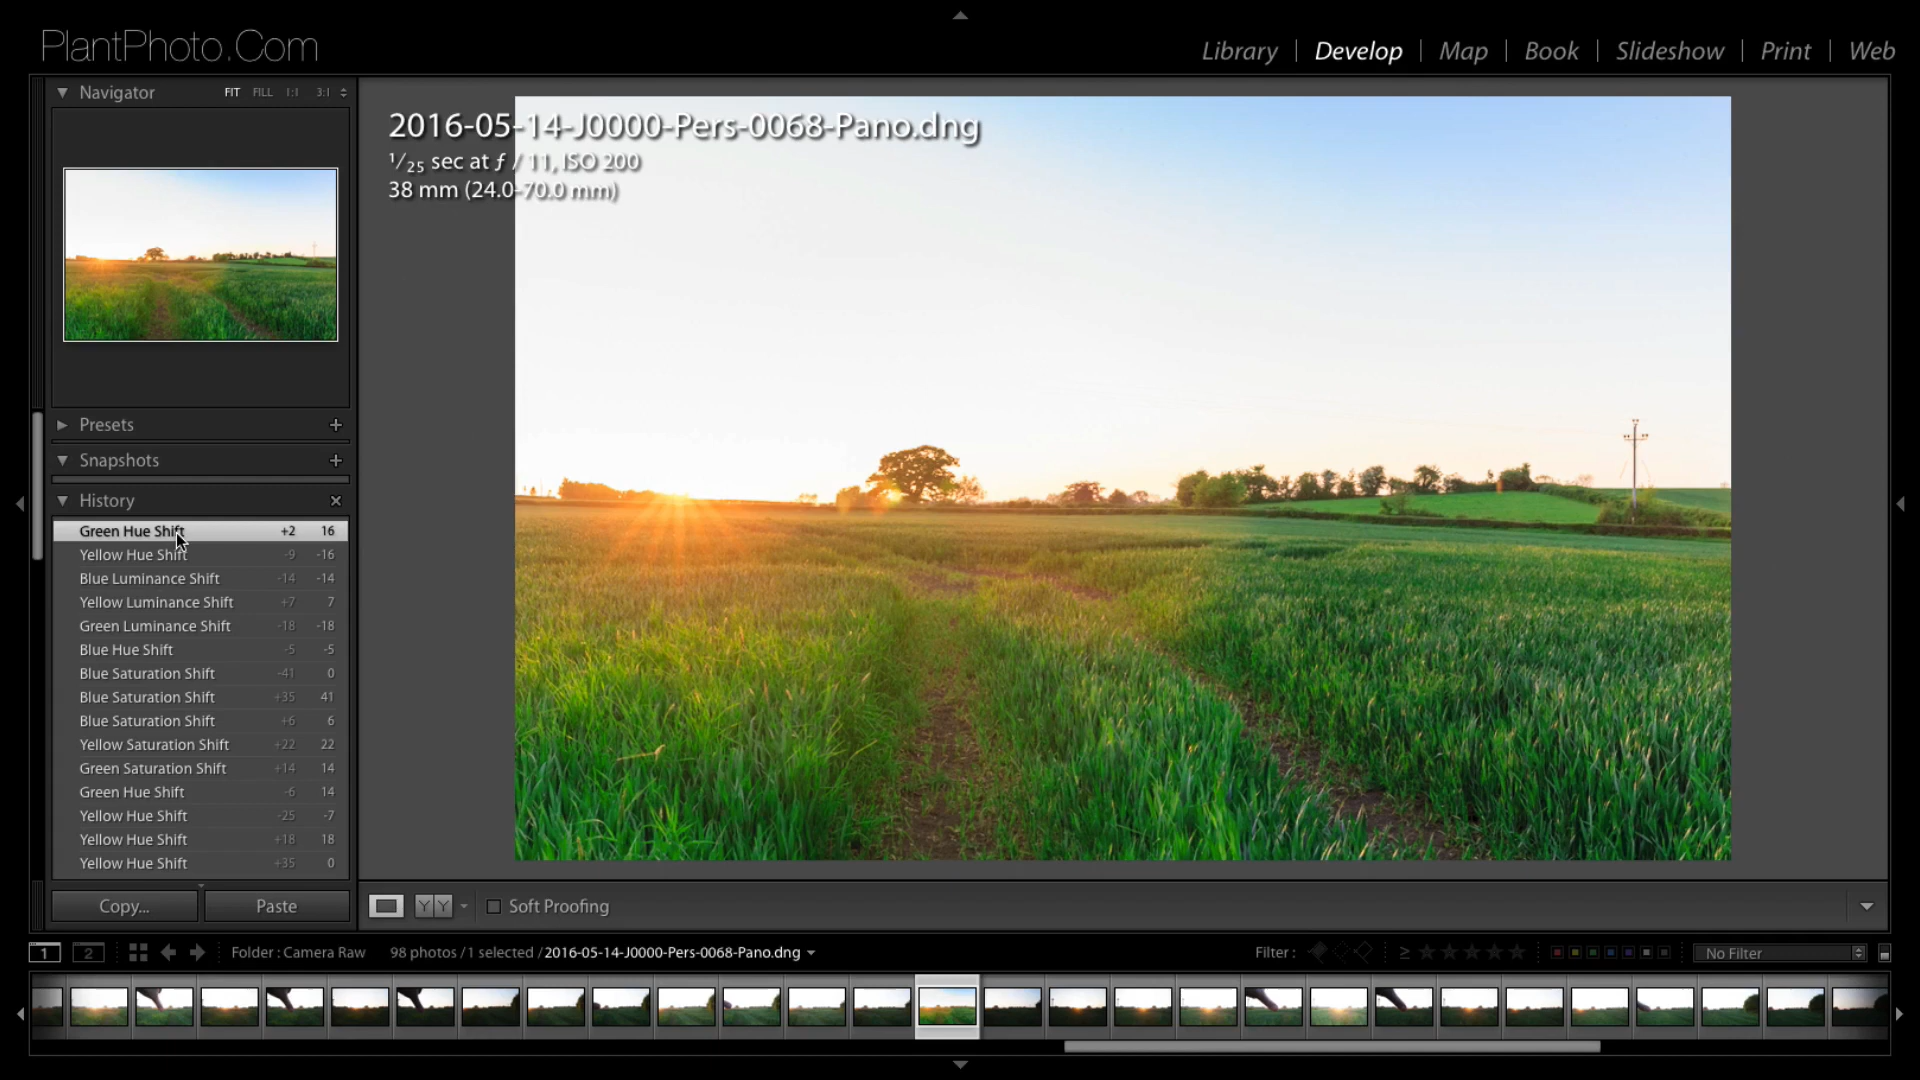 PlantPhoto.Com
Library | Develop | Map | Book | Slideshow | Print | Web
Navigator FIT FILL 1:1 3:1
2016-05-14-J0000-Pers-0068-Pano.dng
1/25 sec at ƒ / 11, ISO 200
38 mm (24.0-70.0 mm)
Presets +
Snapshots +
History ×
Green Hue Shift +2 16
Yellow Hue Shift -9 -16
Blue Luminance Shift -14 -14
Yellow Luminance Shift +7 7
Green Luminance Shift -18 -18
Blue Hue Shift -5 -5
Blue Saturation Shift -41 0
Blue Saturation Shift +35 41
Blue Saturation Shift +6 6
Yellow Saturation Shift +22 22
Green Saturation Shift +14 14
Green Hue Shift -6 14
Yellow Hue Shift -25 -7
Yellow Hue Shift +18 18
Yellow Hue Shift +35 0
Copy... Paste
Y Y Soft Proofing
1 2 Folder : Camera Raw 98 photos / 1 selected / 2016-05-14-J0000-Pers-0068-Pano.dng Filter : ≥ No Filter